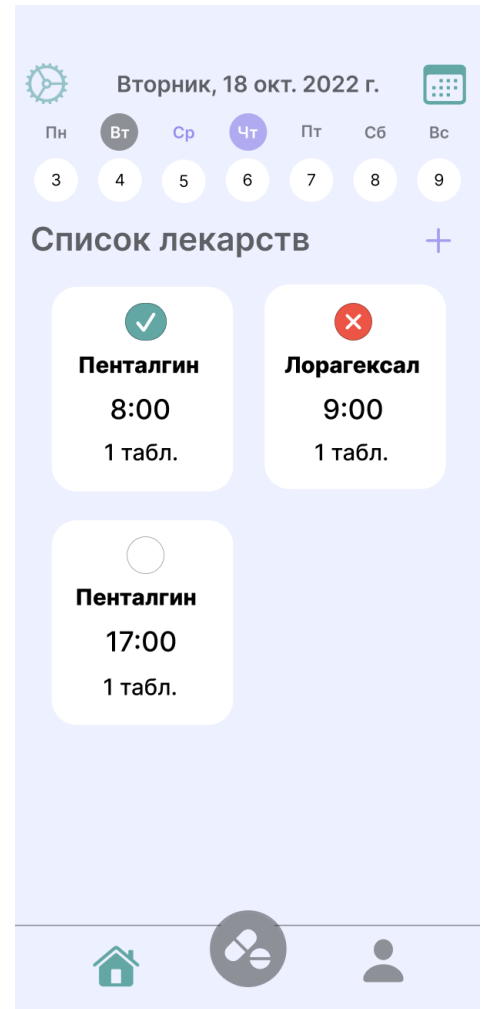 Вторник, 18 окт. 2022 г.
Пн Вт Ср Чт Пт Сб Вс
3 4 5 6 7 8 9
Список лекарств +
Пенталгин
8:00
1 табл.
Лорагексал
9:00
1 табл.
Пенталгин
17:00
1 табл.